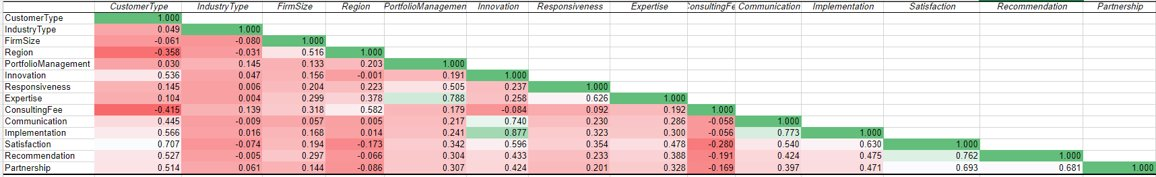 CustomerType IndustryType FirmSize Region PortfolioManagemen Innovation Responsiveness Expertise ConsultingFe Communication Implementation Satisfaction Recommendation Partnership
CustomerType 1.000
IndustryType 0.049 1.000
FirmSize -0.061 -0.080 1.000
Region -0.358 -0.031 0.516 1.000
PortfolioManagement 0.030 0.145 0.133 0.203 1.000
Innovation 0.536 0.047 0.156 -0.001 0.191 1.000
Responsiveness 0.145 0.006 0.204 0.223 0.505 0.237 1.000
Expertise 0.104 0.004 0.299 0.378 0.788 0.258 0.626 1.000
ConsultingFee -0.415 0.139 0.318 0.582 0.179 -0.084 0.092 0.192 1.000
Communication 0.445 -0.009 0.057 0.005 0.217 0.740 0.230 0.286 -0.058 1.000
Implementation 0.566 0.016 0.168 0.014 0.241 0.877 0.323 0.300 -0.056 0.773 1.000
Satisfaction 0.707 -0.074 0.194 -0.173 0.342 0.596 0.354 0.478 -0.280 0.540 0.630 1.000
Recommendation 0.527 -0.005 0.297 -0.066 0.304 0.433 0.233 0.388 -0.191 0.424 0.475 0.762 1.000
Partnership 0.514 0.061 0.144 -0.086 0.307 0.424 0.201 0.328 -0.169 0.397 0.471 0.693 0.681 1.000